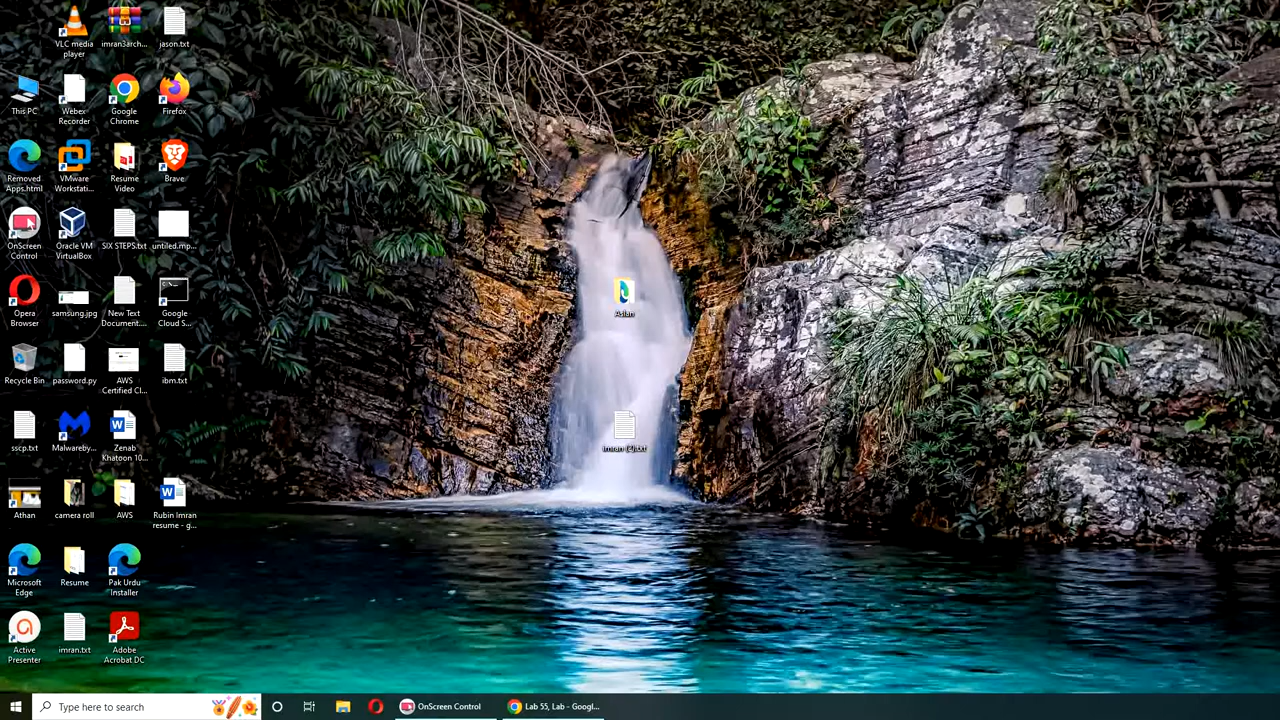 VLC media
player
imran3arch...
jason.txt
This PC
Webex
Recorder
Google
Chrome
Firefox
Removed
Apps.html
VMware
Workstati...
Resume
Video
Brave
OnScreen
Control
Oracle VM
VirtualBox
SIX STEPS.txt
untiled.mp...
Opera
Browser
samsung.jpg
New Text
Document....
Google
Cloud S...
Recycle Bin
password.py
AWS
Certified Cl...
ibm.txt
sscp.txt
Malwareby...
Zenab
Khatoon 10...
Athan
camera roll
AWS
Rubin Imran
resume - g...
Microsoft
Edge
Resume
Pak Urdu
Installer
Active
Presenter
imran.txt
Adobe
Acrobat DC
Aslan
imran (2).txt
Type here to search
OnScreen Control
Lab 55, Lab - Googl...